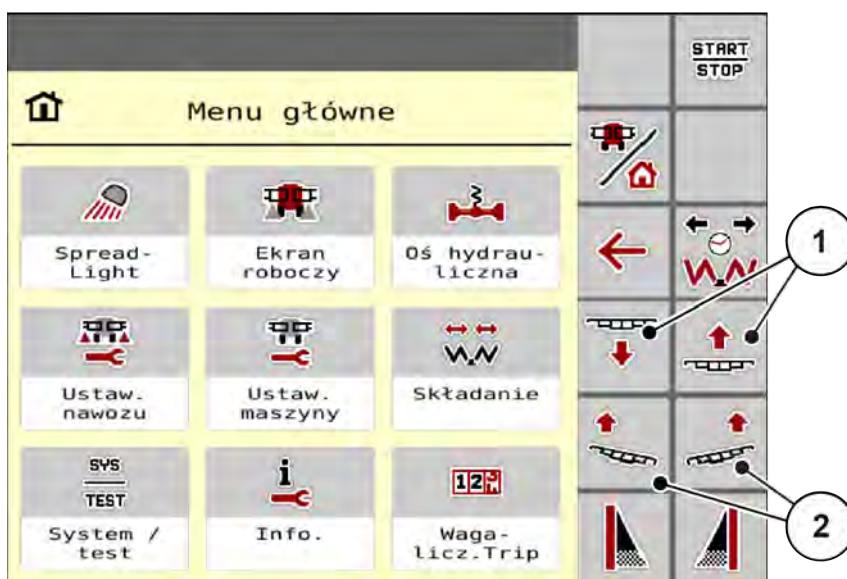 START
STOP
Menu główne
Spread-
Light
Ekran
roboczy
Oś hydrau-
liczna
1
Ustaw.
nawozu
Ustaw.
maszyny
Składanie
SYS
TEST
System /
test
i
Info.
123
Waga-
licz.Trip
2